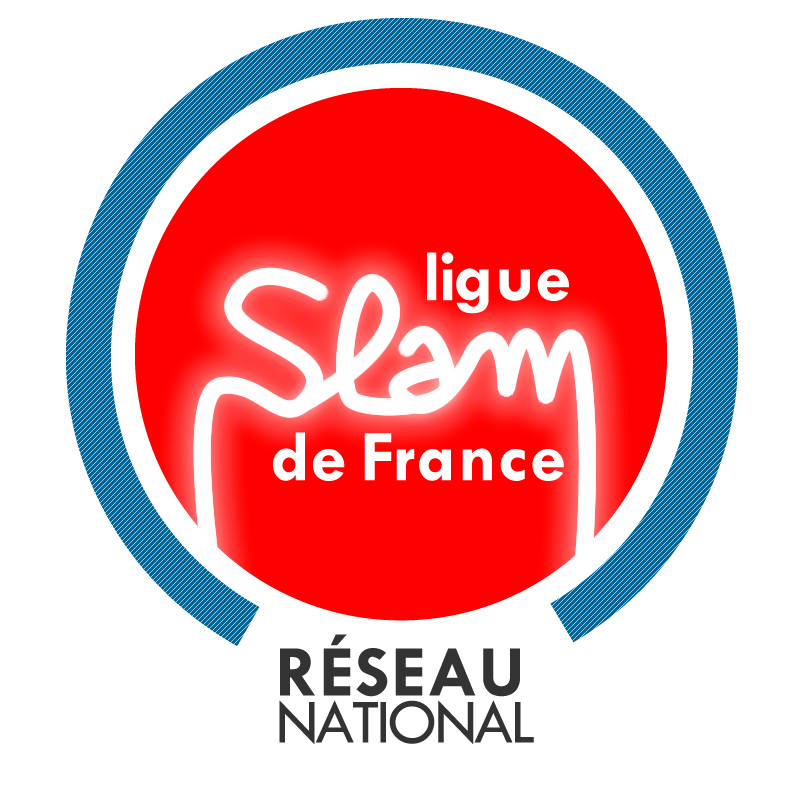 ligue
Slam
de France
RÉSEAU
NATIONAL